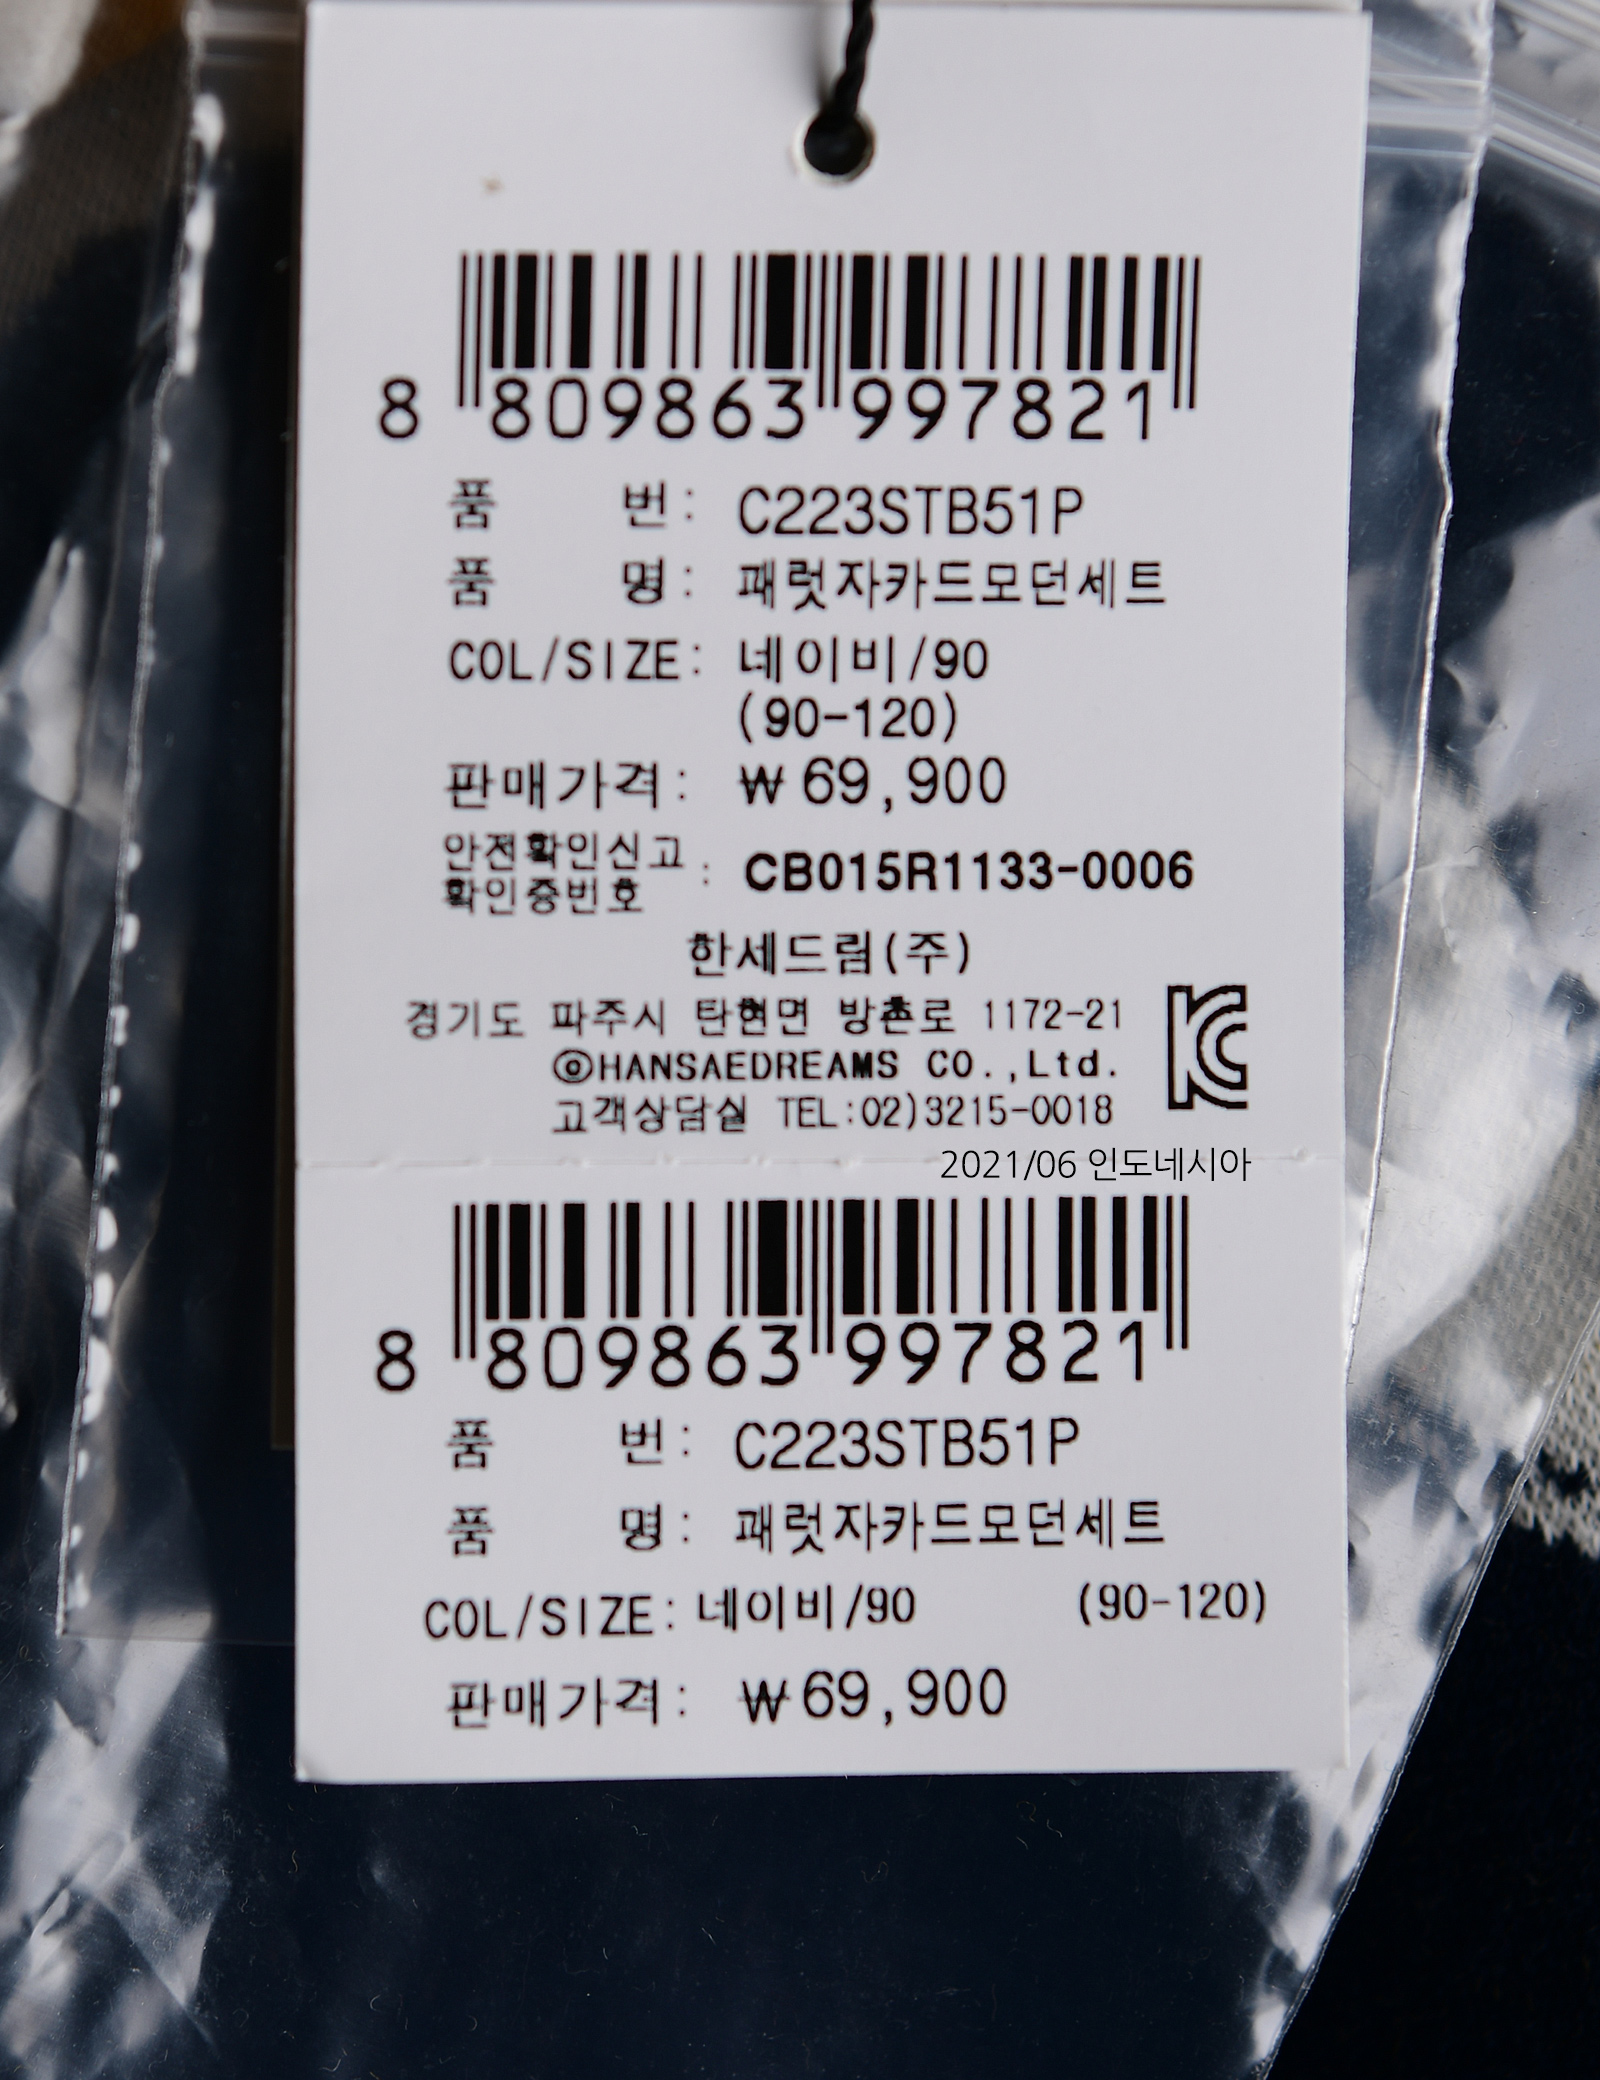 8 809863 997821
품 번: C223STB51P
품 명: 패럿자카드모던세트
COL/SIZE: 네이비/90
(90-120)
판매가격: ₩ 69,900
안전확인신고
확인증번호 : CB015R1133-0006
한세드림(주)
경기도 파주시 탄현면 방촌로 1172-21
ⓒHANSAEDREAMS CO.,Ltd.
고객상담실 TEL:02)3215-0018
2021/06 인도네시아
8 809863 997821
품 번: C223STB51P
품 명: 패럿자카드모던세트
COL/SIZE: 네이비/90 (90-120)
판매가격: ₩ 69,900